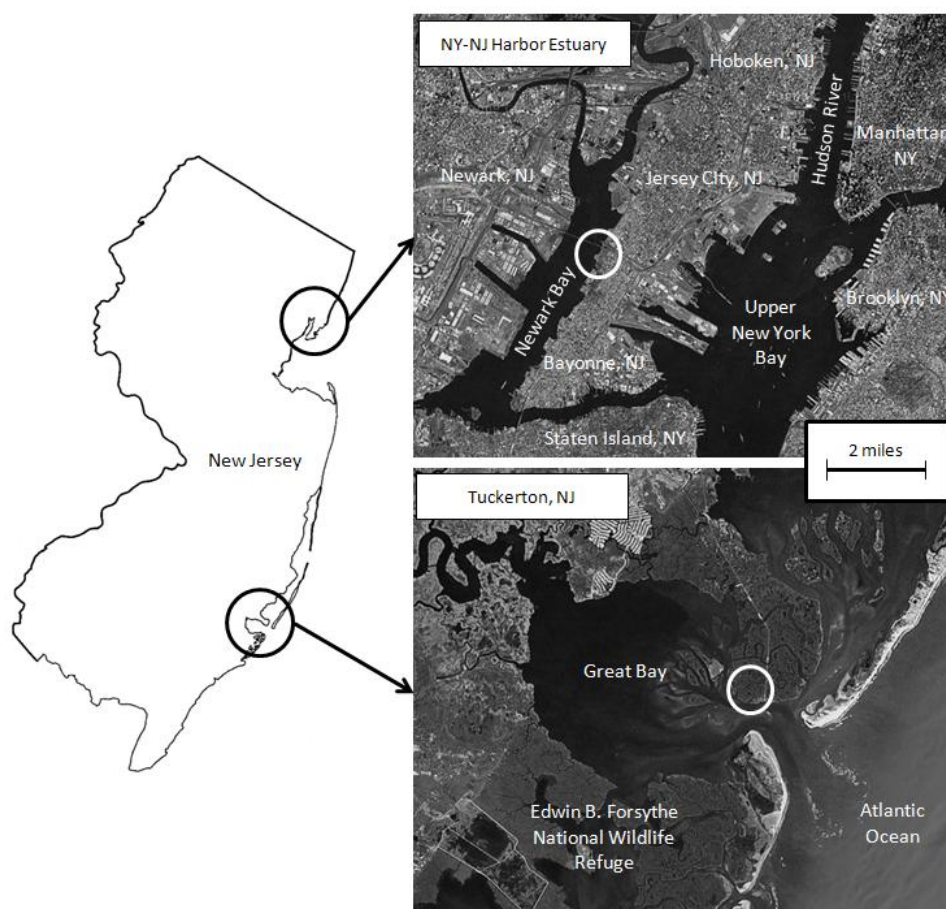 NY-NJ Harbor Estuary
Hoboken, NJ
Hudson River
Manhattan
NY
Newark, NJ
Jersey CIty, NJ
Newark Bay
Upper
New York
Bay
Brooklyn, NY
Bayonne, NJ
Staten Island, NY
New Jersey
2 miles
Tuckerton, NJ
Great Bay
Edwin B. Forsythe
National Wildlife
Refuge
Atlantic
Ocean